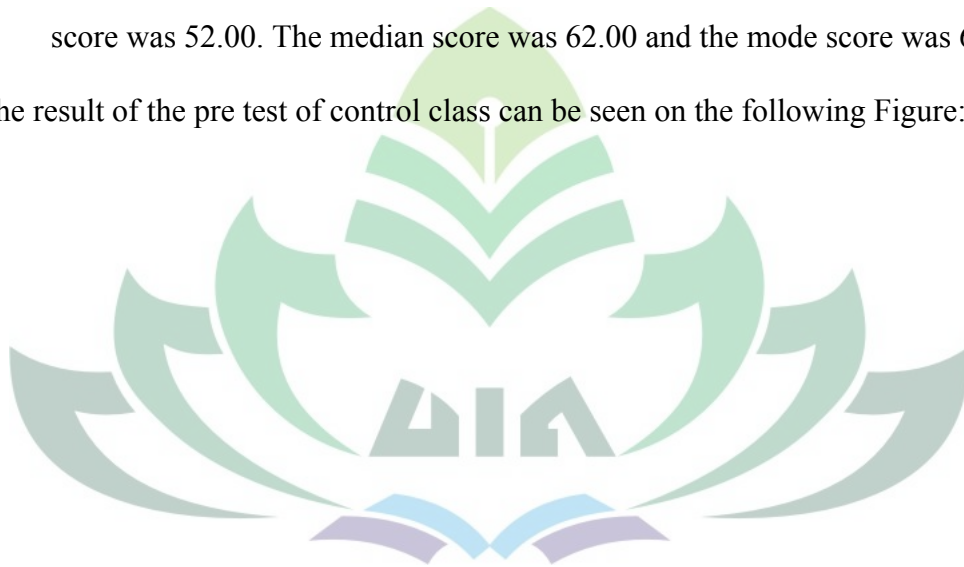 score was 52.00. The median score was 62.00 and the mode score was
he result of the pre test of control class can be seen on the following Figure:
UIN